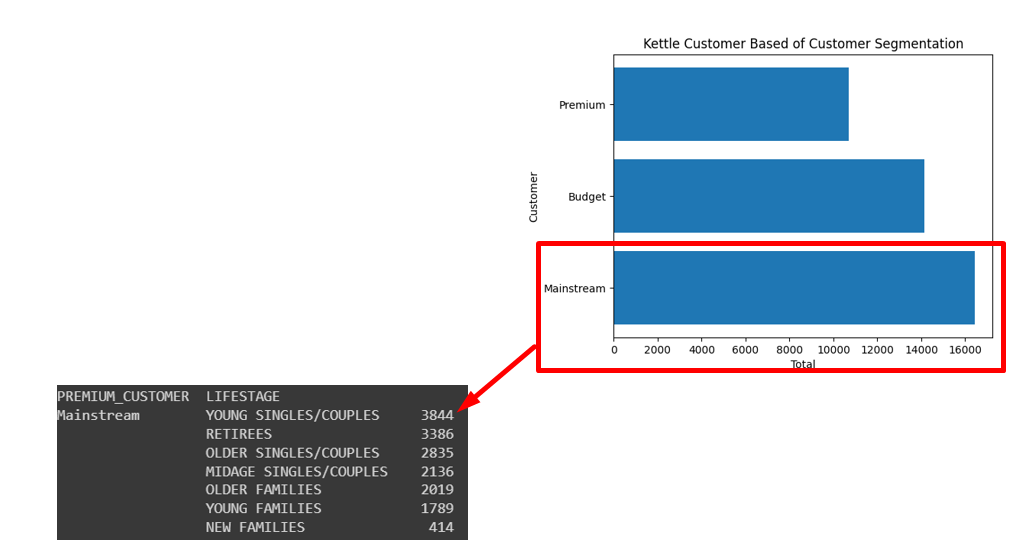 Kettle Customer Based of Customer Segmentation
Premium
Budget
Mainstream
Customer
0 2000 4000 6000 8000 10000 12000 14000 16000
Total
PREMIUM_CUSTOMER LIFESTAGE
Mainstream YOUNG SINGLES/COUPLES 3844
RETIREES 3386
OLDER SINGLES/COUPLES 2835
MIDAGE SINGLES/COUPLES 2136
OLDER FAMILIES 2019
YOUNG FAMILIES 1789
NEW FAMILIES 414